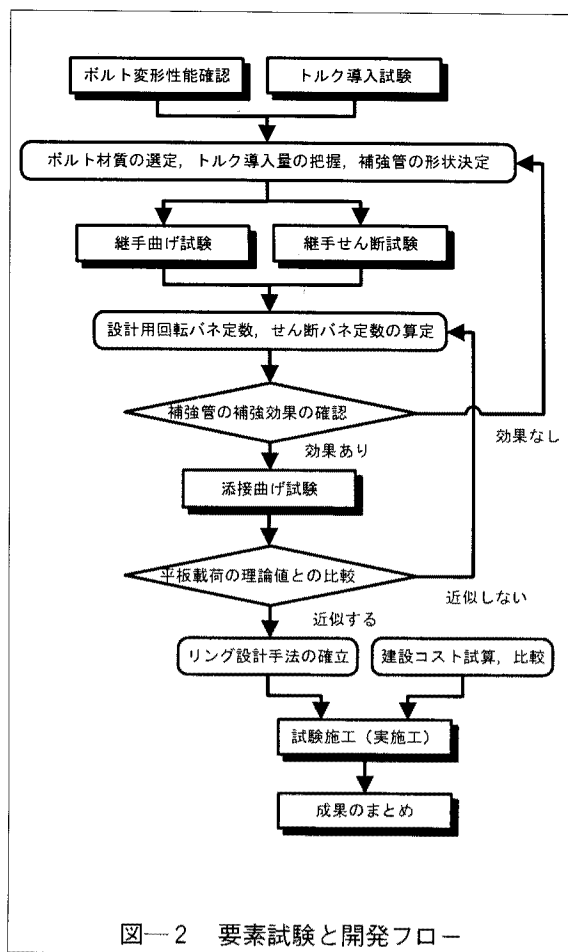 ボルト変形性能確認
トルク導入試験
ボルト材質の選定，トルク導入量の把握，補強管の形状決定
継手曲げ試験
継手せん断試験
設計用回転バネ定数，せん断バネ定数の算定
補強管の補強効果の確認
効果なし
効果あり
添接曲げ試験
平板載荷の理論値との比較
近似しない
近似する
リング設計手法の確立
建設コスト試算，比較
試験施工（実施工）
成果のまとめ
図—2　要素試験と開発フロー